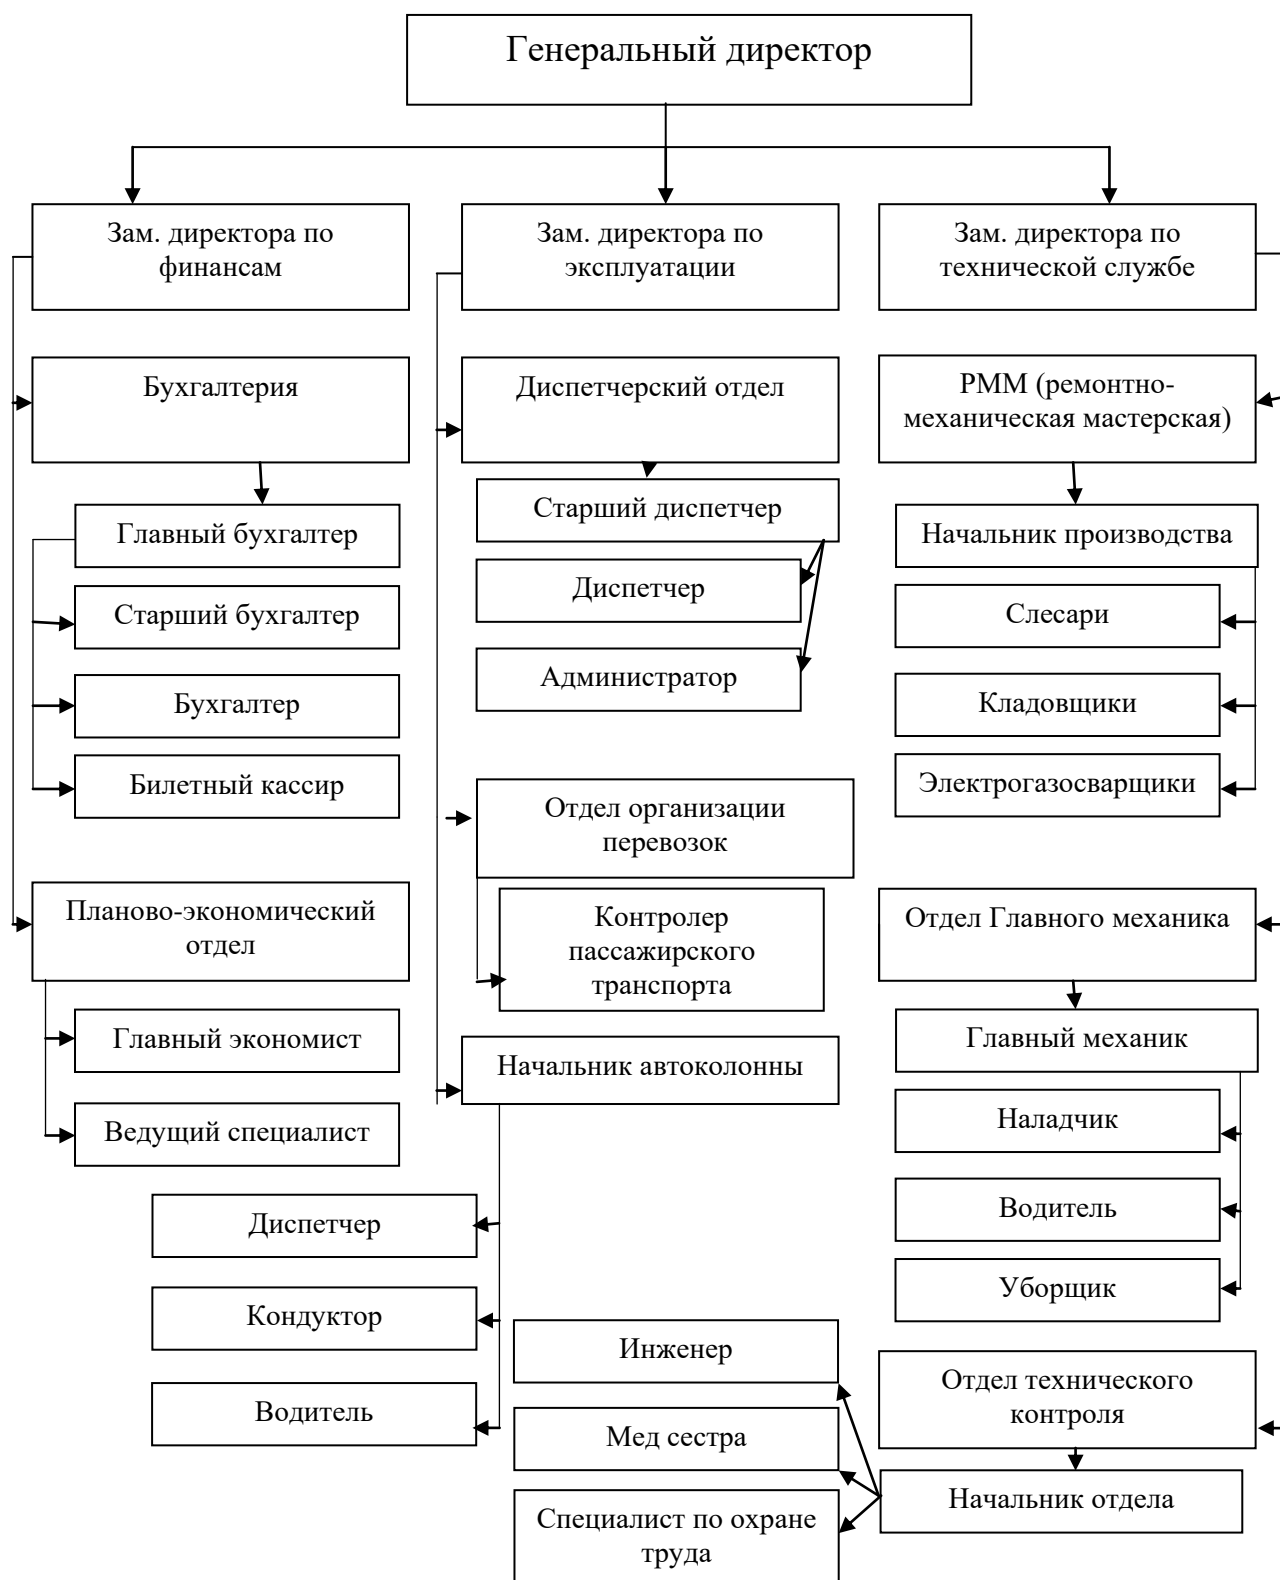 Генеральный директор
Зам. директора по
финансам
Зам. директора по
эксплуатации
Зам. директора по
технической службе
Бухгалтерия
Диспетчерский отдел
РММ (ремонтно-
механическая мастерская)
Главный бухгалтер
Старший бухгалтер
Бухгалтер
Билетный кассир
Старший диспетчер
Диспетчер
Администратор
Начальник производства
Слесари
Кладовщики
Электрогазосварщики
Планово-экономический
отдел
Главный экономист
Ведущий специалист
Отдел организации
перевозок
Контролер
пассажирского
транспорта
Начальник автоколонны
Диспетчер
Кондуктор
Водитель
Отдел Главного механика
Главный механик
Наладчик
Водитель
Уборщик
Отдел технического
контроля
Начальник отдела
Инженер
Мед сестра
Специалист по охране
труда